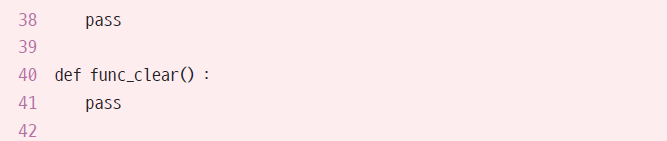 38 pass
39
40 def func_clear() :
41 pass
42